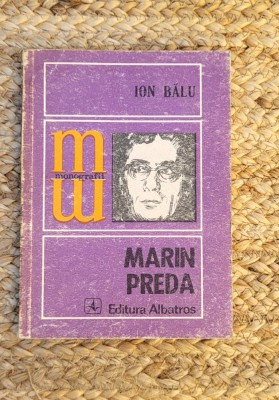 ION BĂLU
m
monografii
m
MARIN
PREDA
Editura Albatros